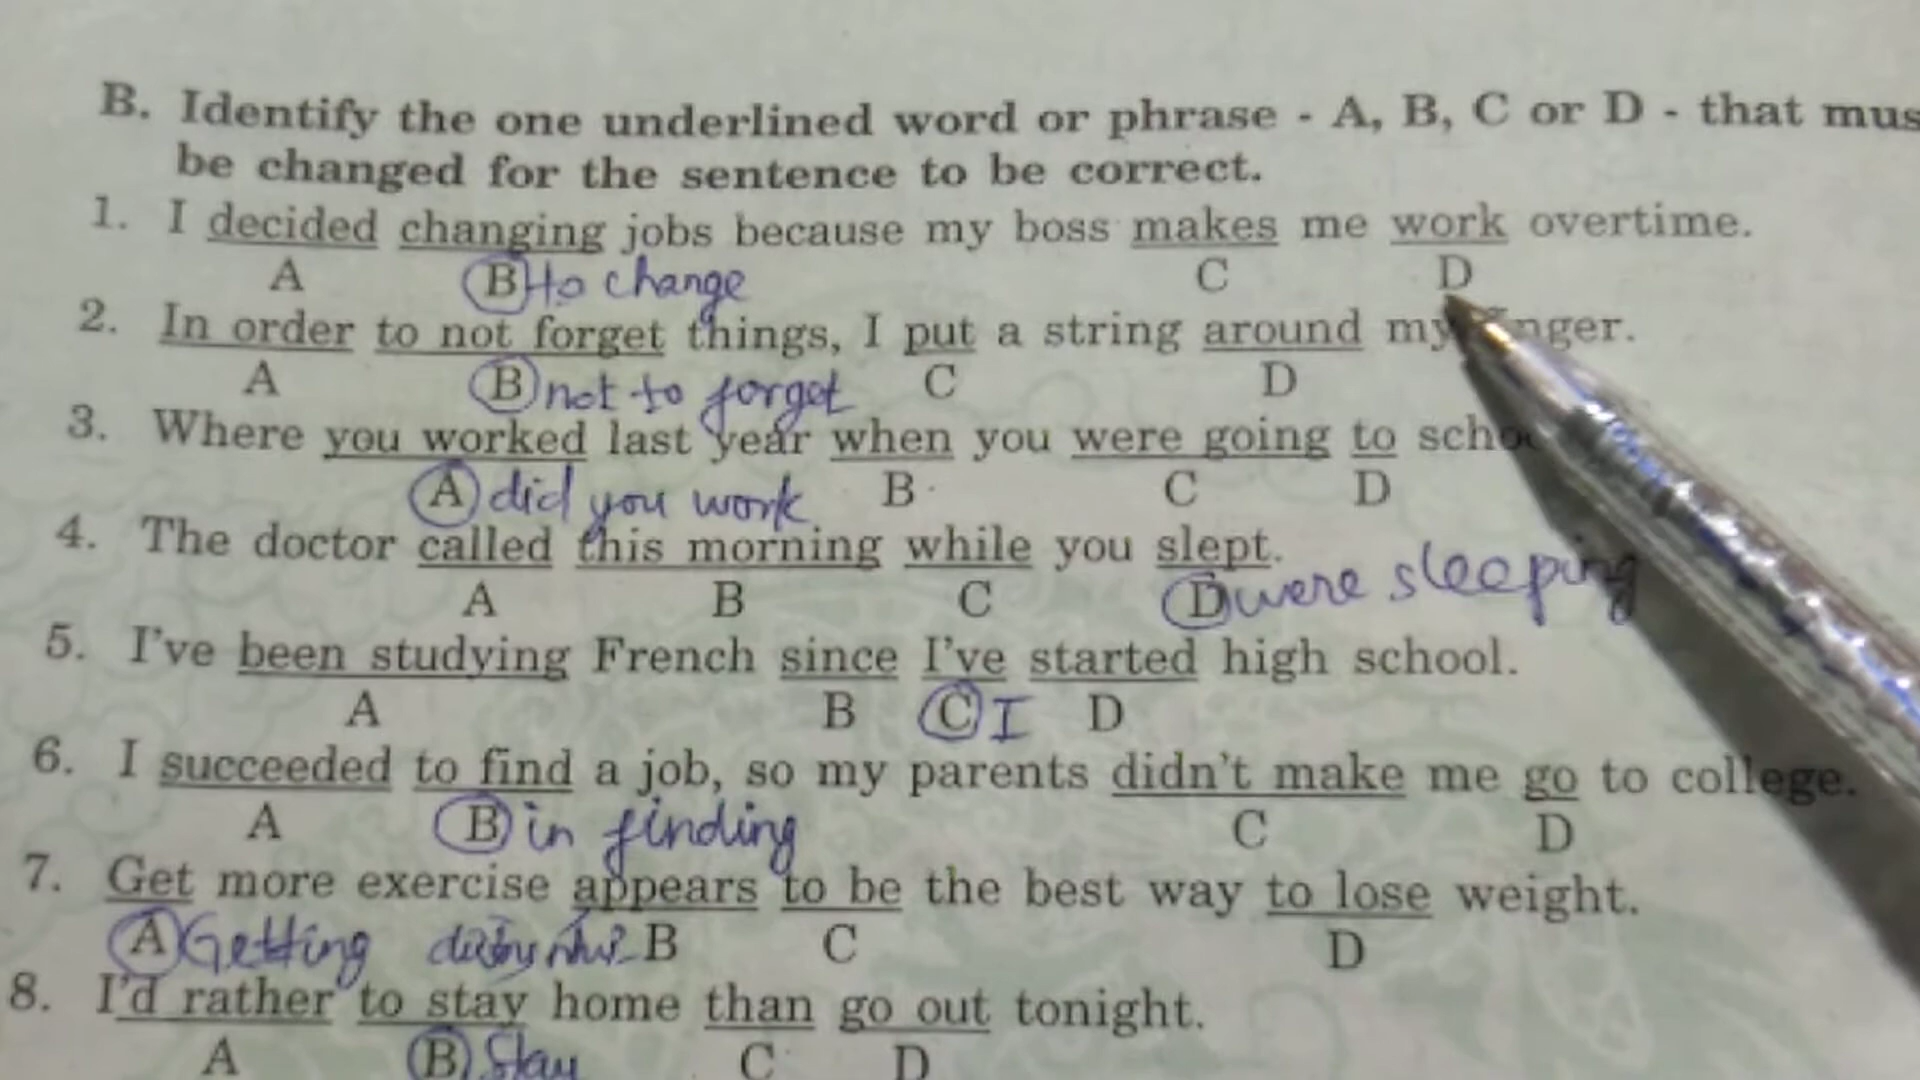 B. Identify the one underlined word or phrase - A, B, C or D - that mus
be changed for the sentence to be correct.
1. I decided changing jobs because my boss makes me work overtime.
A B to change C D
2. In order to not forget things, I put a string around my finger.
A B not to forget C D
3. Where you worked last year when you were going to scho
A did you work B C D
4. The doctor called this morning while you slept.
A B C D were sleeping
5. I've been studying French since I've started high school.
A B C I D
6. I succeeded to find a job, so my parents didn't make me go to college.
A B in finding C D
7. Get more exercise appears to be the best way to lose weight.
A Getting B C D
8. I'd rather to stay home than go out tonight.
A B Stay C D